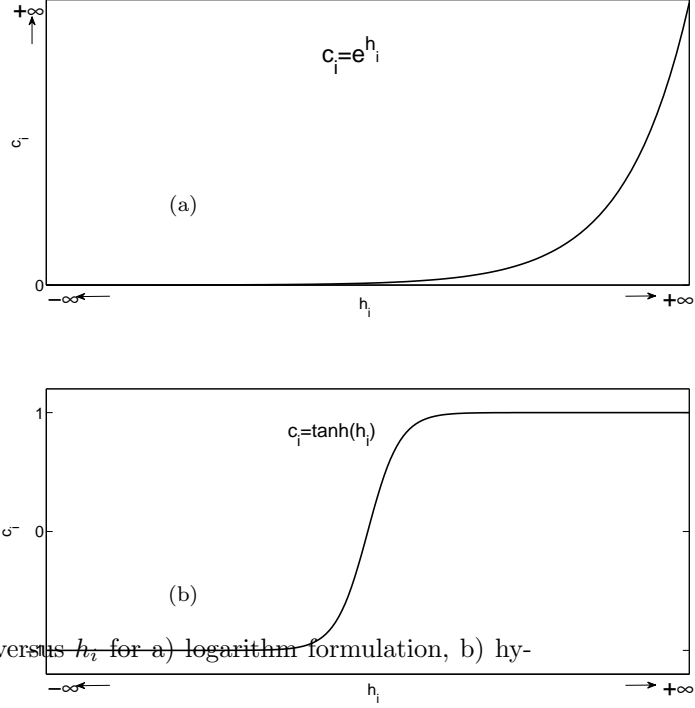 +∞
c_i=e^{h_i}
c_i
(a)
0
−∞
h_i
+∞
1
c_i=tanh(h_i)
0
c_i
(b)
versus h_i for a) logarithm formulation, b) hy-
−∞
h_i
+∞